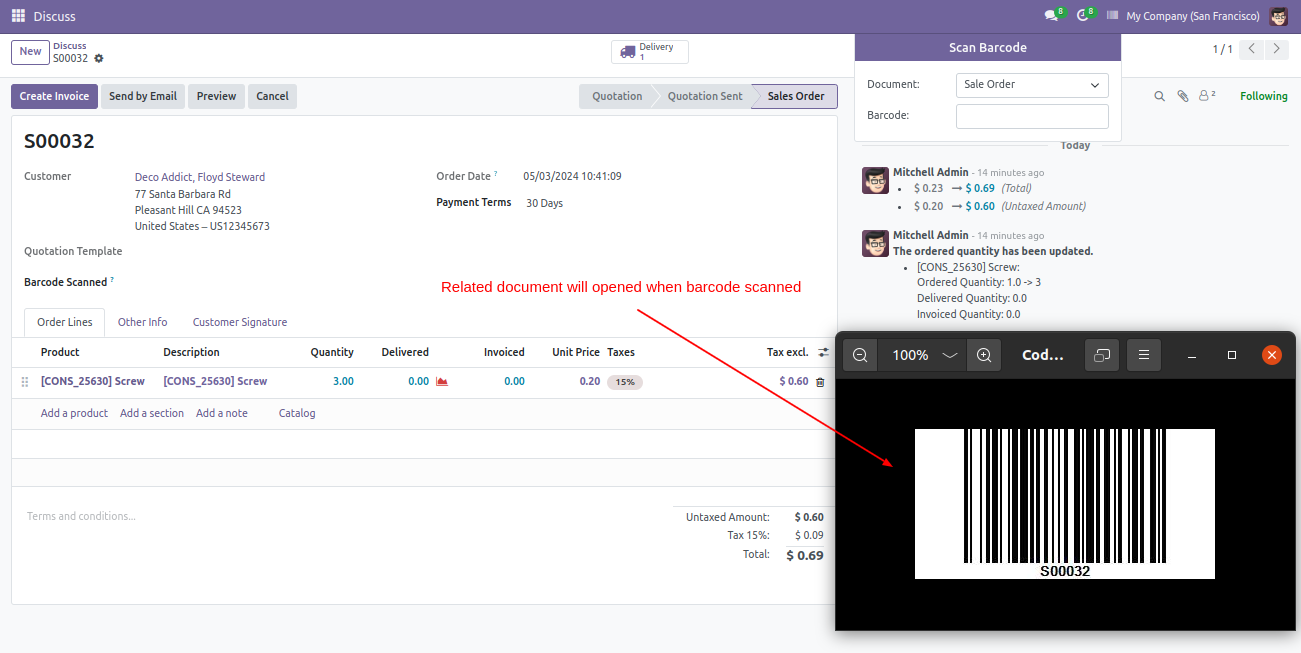 Discuss
8
8
My Company (San Francisco)
New
Discuss
S00032
Delivery
1
Scan Barcode
1 / 1
Document:
Sale Order
Barcode:
Create Invoice
Send by Email
Preview
Cancel
Quotation
Quotation Sent
Sales Order
2
Following
S00032
Customer
Deco Addict, Floyd Steward
77 Santa Barbara Rd
Pleasant Hill CA 94523
United States – US12345673
Order Date ?
05/03/2024 10:41:09
Payment Terms
30 Days
Quotation Template
Barcode Scanned ?
Related document will opened when barcode scanned
Today
Mitchell Admin - 14 minutes ago
• $ 0.23 → $ 0.69 (Total)
• $ 0.20 → $ 0.60 (Untaxed Amount)
Mitchell Admin - 14 minutes ago
The ordered quantity has been updated.
• [CONS_25630] Screw:
Ordered Quantity: 1.0 -> 3
Delivered Quantity: 0.0
Invoiced Quantity: 0.0
Order Lines
Other Info
Customer Signature
Product Description Quantity Delivered Invoiced Unit Price Taxes Tax excl.
[CONS_25630] Screw [CONS_25630] Screw 3.00 0.00 0.00 0.20 15% $ 0.60
Add a product Add a section Add a note Catalog
Terms and conditions...
Untaxed Amount: $ 0.60
Tax 15%: $ 0.09
Total: $ 0.69
100%
Cod...
S00032